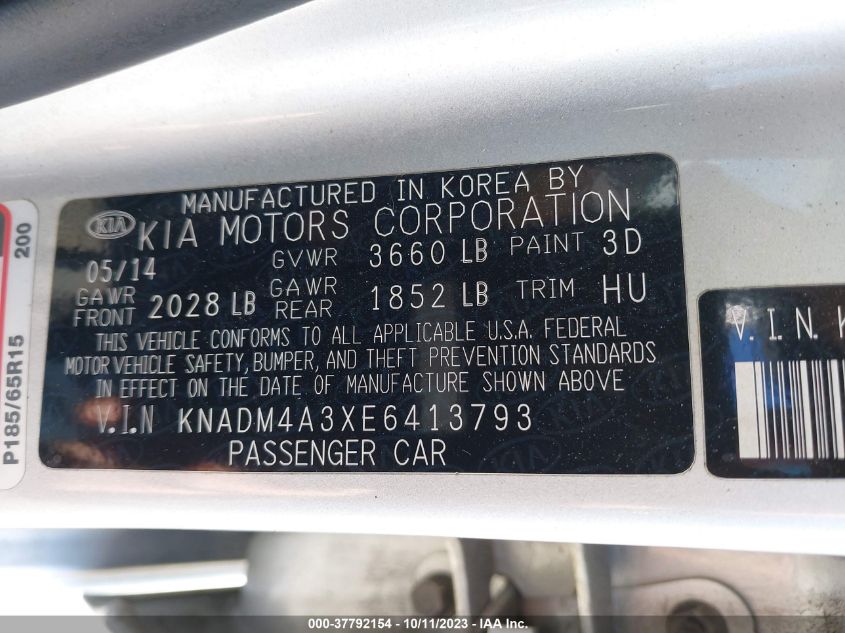 MANUFACTURED IN KOREA BY
KIA KIA MOTORS CORPORATION
05/14 GVWR 3660 LB PAINT 3D
GAWR FRONT 2028 LB GAWR REAR 1852 LB TRIM HU
THIS VEHICLE CONFORMS TO ALL APPLICABLE U.S.A. FEDERAL
MOTOR VEHICLE SAFETY, BUMPER, AND THEFT PREVENTION STANDARDS
IN EFFECT ON THE DATE OF MANUFACTURE SHOWN ABOVE
V.I.N KNADM4A3XE6413793
PASSENGER CAR
P185/65R15
200
V.I.N. K
000-37792154 - 10/11/2023 - IAA Inc.